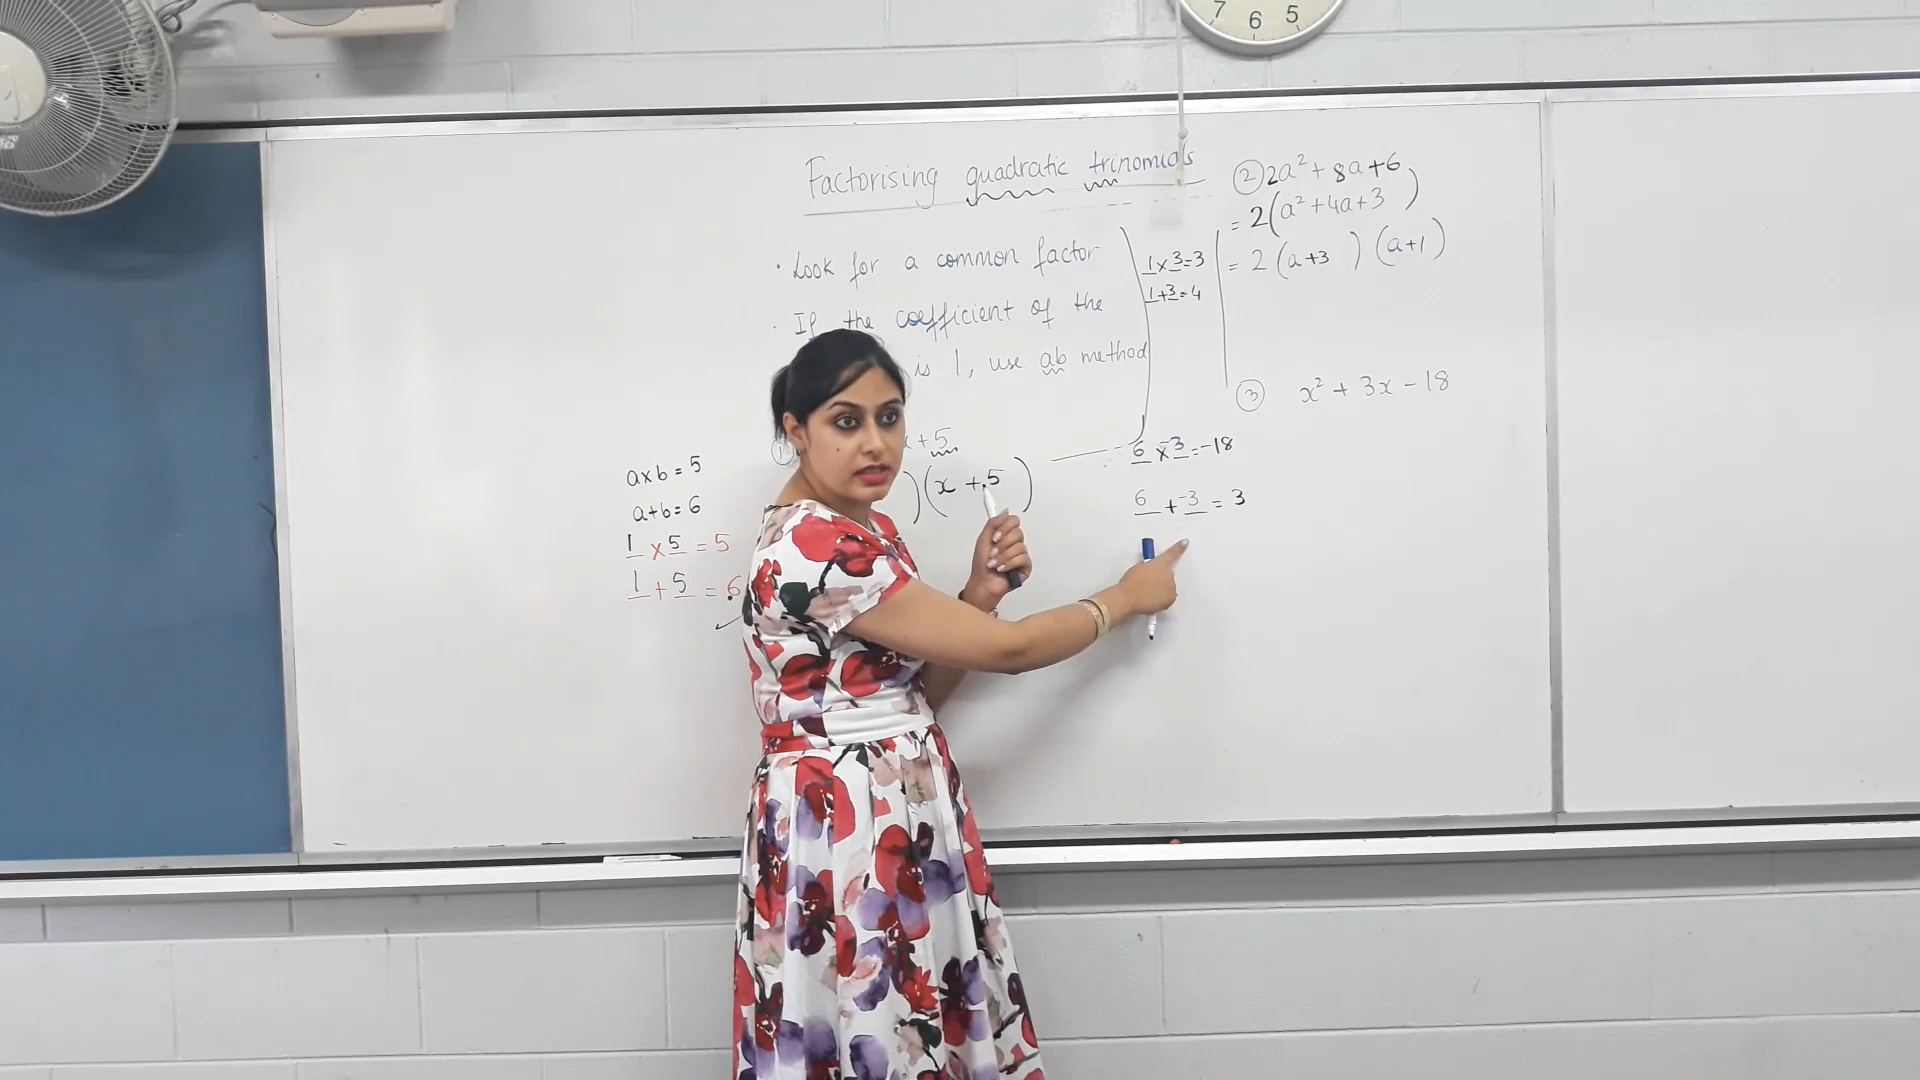 7 6 5
Factorising quadratic trinomials
• Look for a common factor
• If the coefficient of the
is 1, use ab method
① x + 5
) (x + 5 )
a x b = 5
a + b = 6
1 x 5 = 5
1 + 5 = 6
1 x 3 = 3
1 + 3 = 4
② 2a² + 8a + 6
= 2 (a² + 4a + 3 )
= 2 (a + 3 ) (a + 1)
③ x² + 3x - 18
6 x -3 = -18
6 + -3 = 3